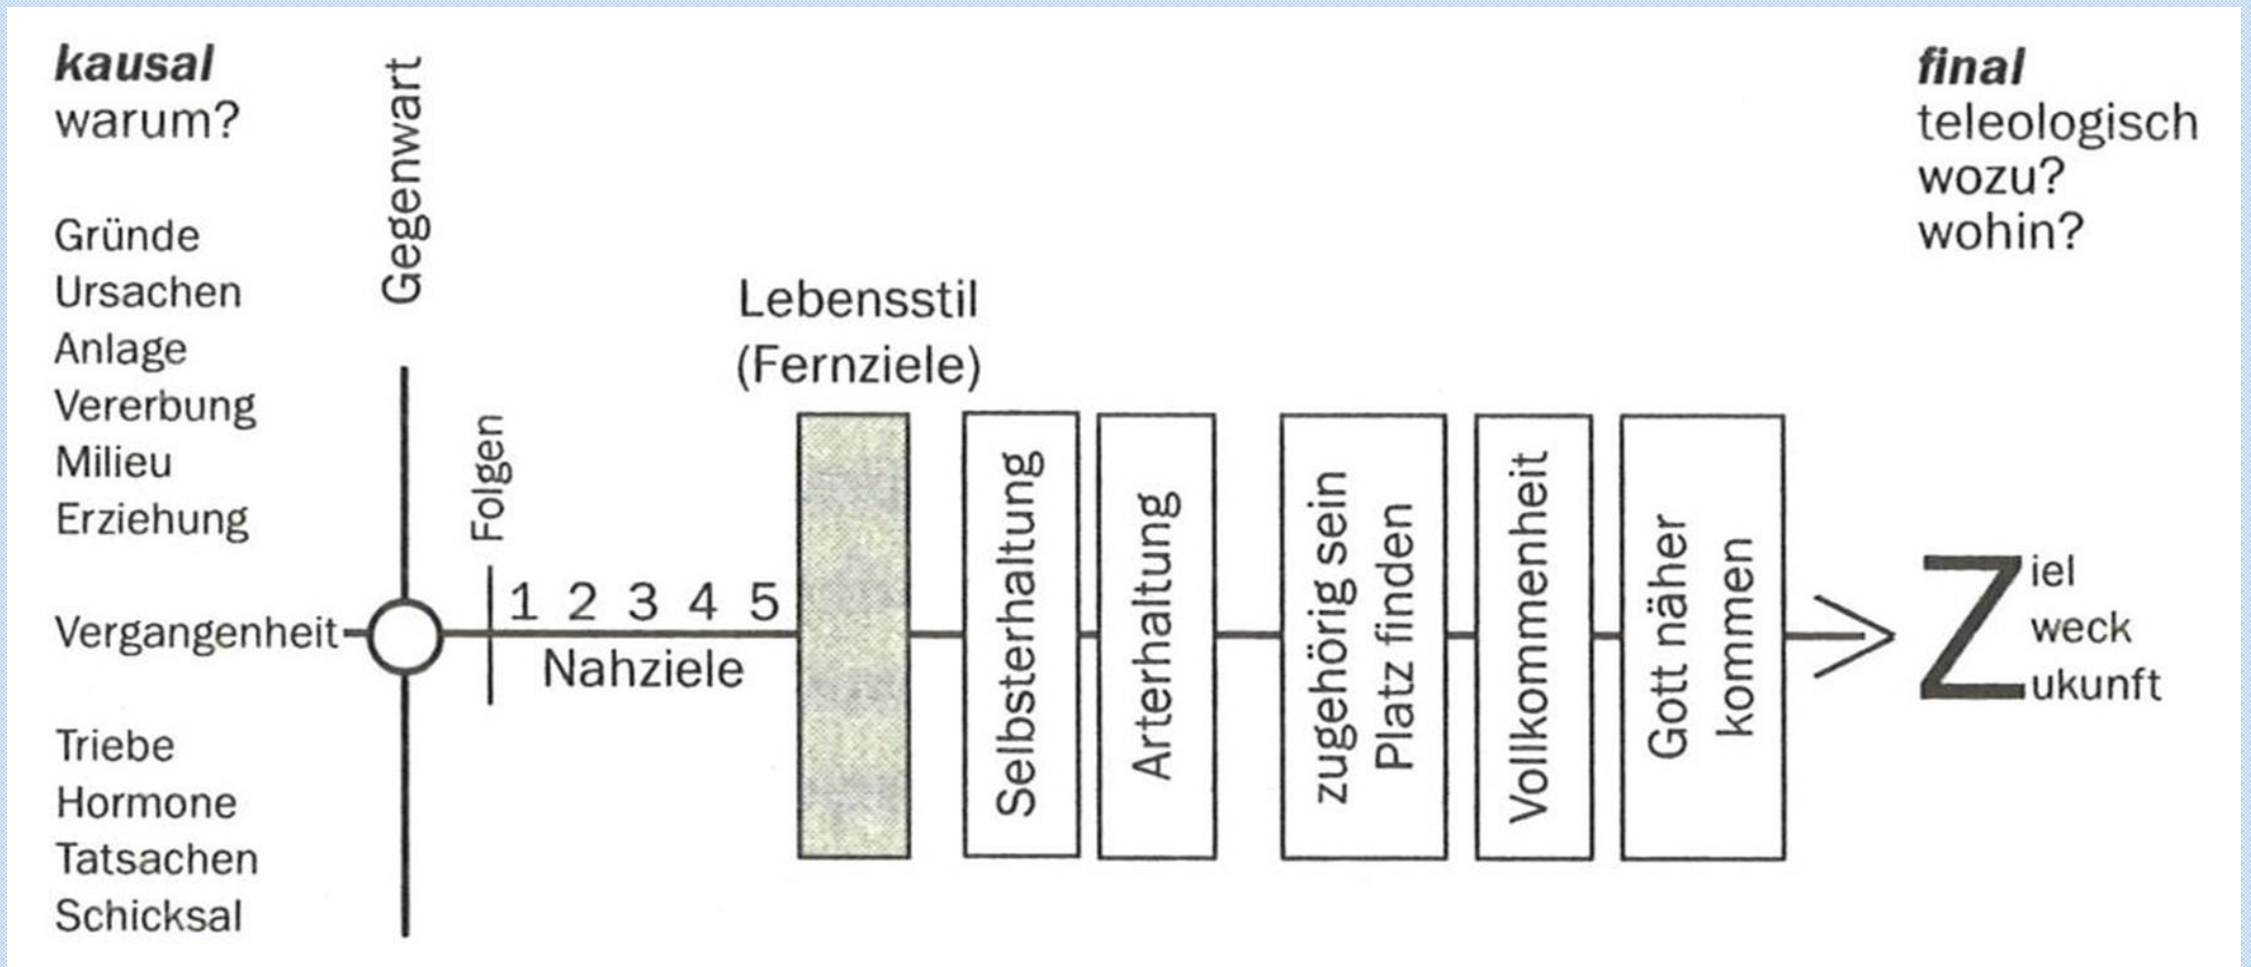 kausal
warum?
Gründe
Ursachen
Anlage
Vererbung
Milieu
Erziehung
Vergangenheit
Triebe
Hormone
Tatsachen
Schicksal
Gegenwart
Folgen
1 2 3 4 5
Nahziele
Lebensstil
(Fernziele)
Selbsterhaltung
Arterhaltung
zugehörig sein
Platz finden
Vollkommenheit
Gott näher
kommen
final
teleologisch
wozu?
wohin?
Z
iel
weck
ukunft